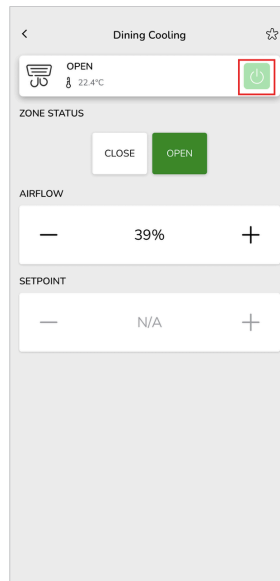 Dining Cooling
OPEN
22.4°C
ZONE STATUS
CLOSE OPEN
AIRFLOW
39%
SETPOINT
N/A